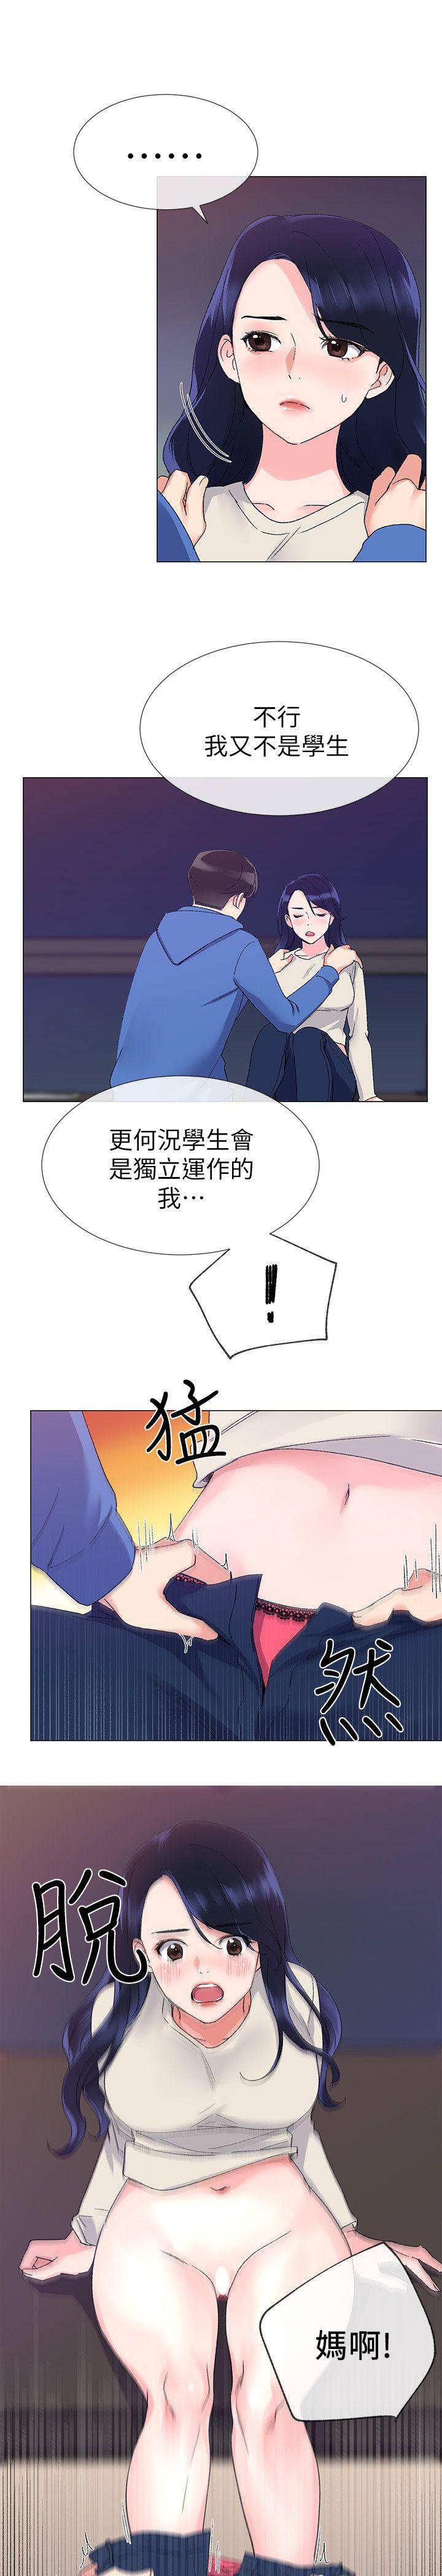 ......
不行
我又不是學生
更何況學生會
是獨立運作的
我…
!
猛
然
脫
媽啊!